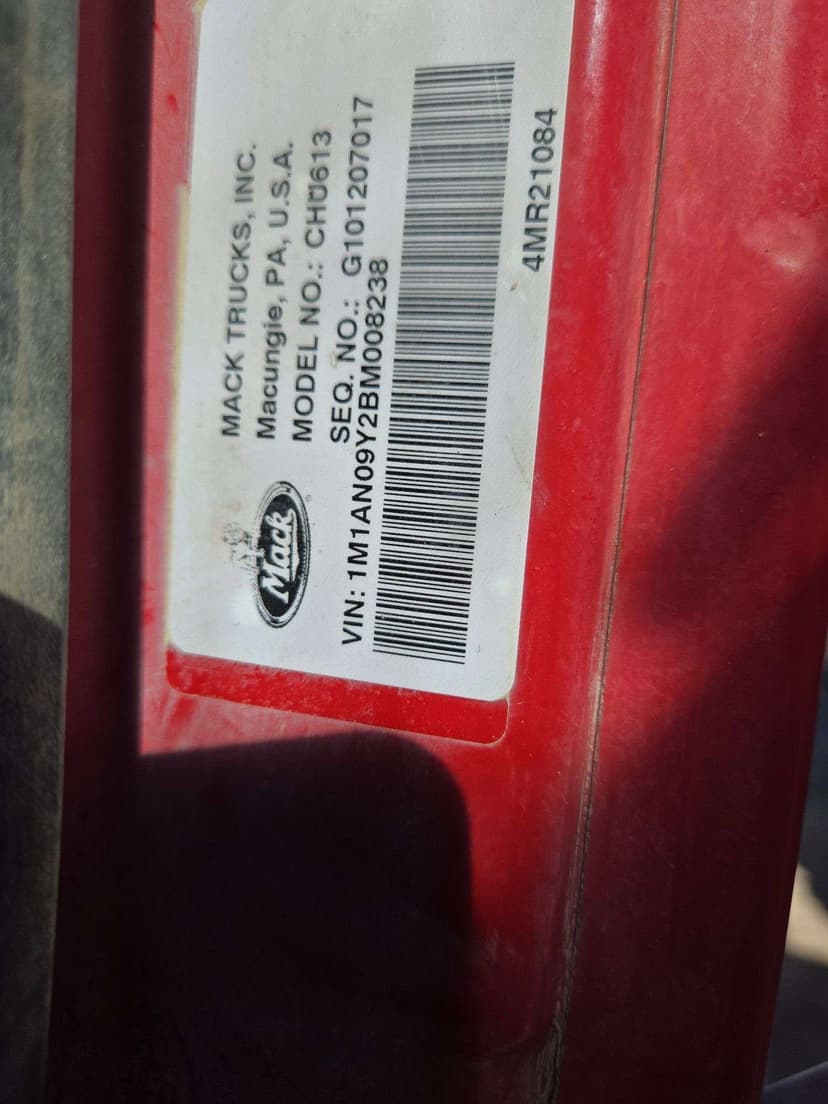 MACK TRUCKS, INC.
Macungie, PA, U.S.A.
MODEL NO.: CHU613
SEQ. NO.: G101207017
Mack
VIN: 1M1AN09Y2BM008238
4MR21084